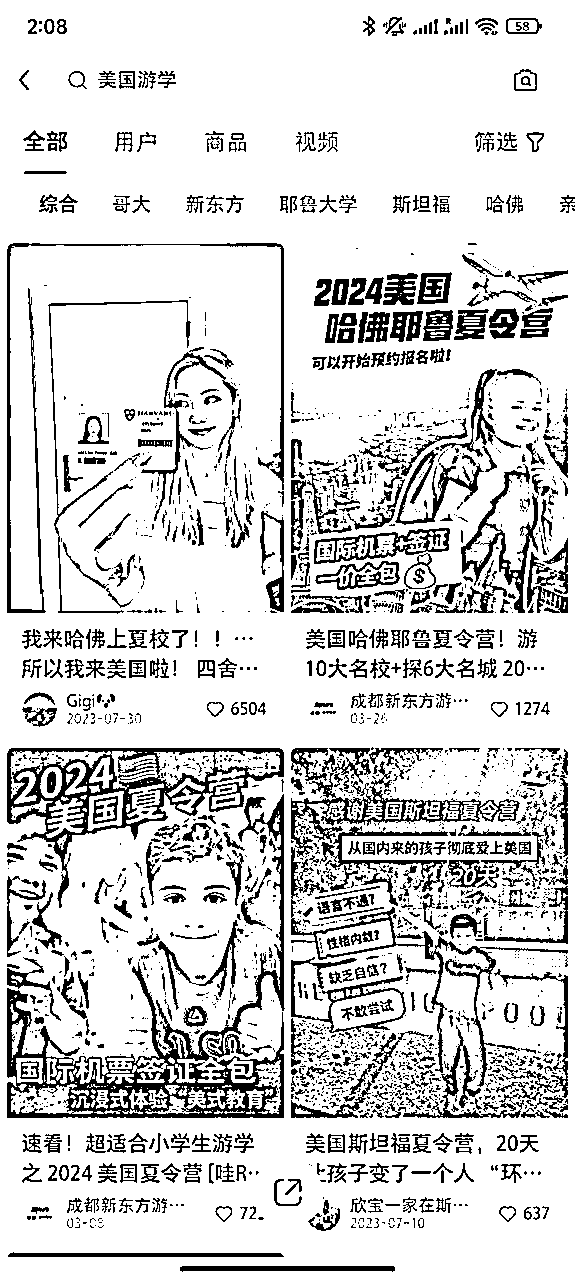 2:08
58
美国游学
全部 用户 商品 视频 筛选
综合 哥大 新东方 耶鲁大学 斯坦福 哈佛 亲
HARVARD
2024美国
哈佛耶鲁夏令营
可以开始预约报名啦!
国际机票+签证
一价全包
$
我来哈佛上夏校了！！…
所以我来美国啦！ 四舍…
Gigi
2023-07-30
6504
美国哈佛耶鲁夏令营！游
10大名校+探6大名城 20…
成都新东方游…
03-26
1274
2024
美国夏令营
国际机票签证全包
沉浸式体验 美式教育
感谢美国斯坦福夏令营
从国内来的孩子彻底爱上美国
20天
语言不通?
性格内敛?
缺乏自信?
不敢尝试
速看！超适合小学生游学
之 2024 美国夏令营 [哇R…
成都新东方游…
72
美国斯坦福夏令营，20天
让孩子变了一个人 “环…
欣宝一家在斯…
2023-07-10
637